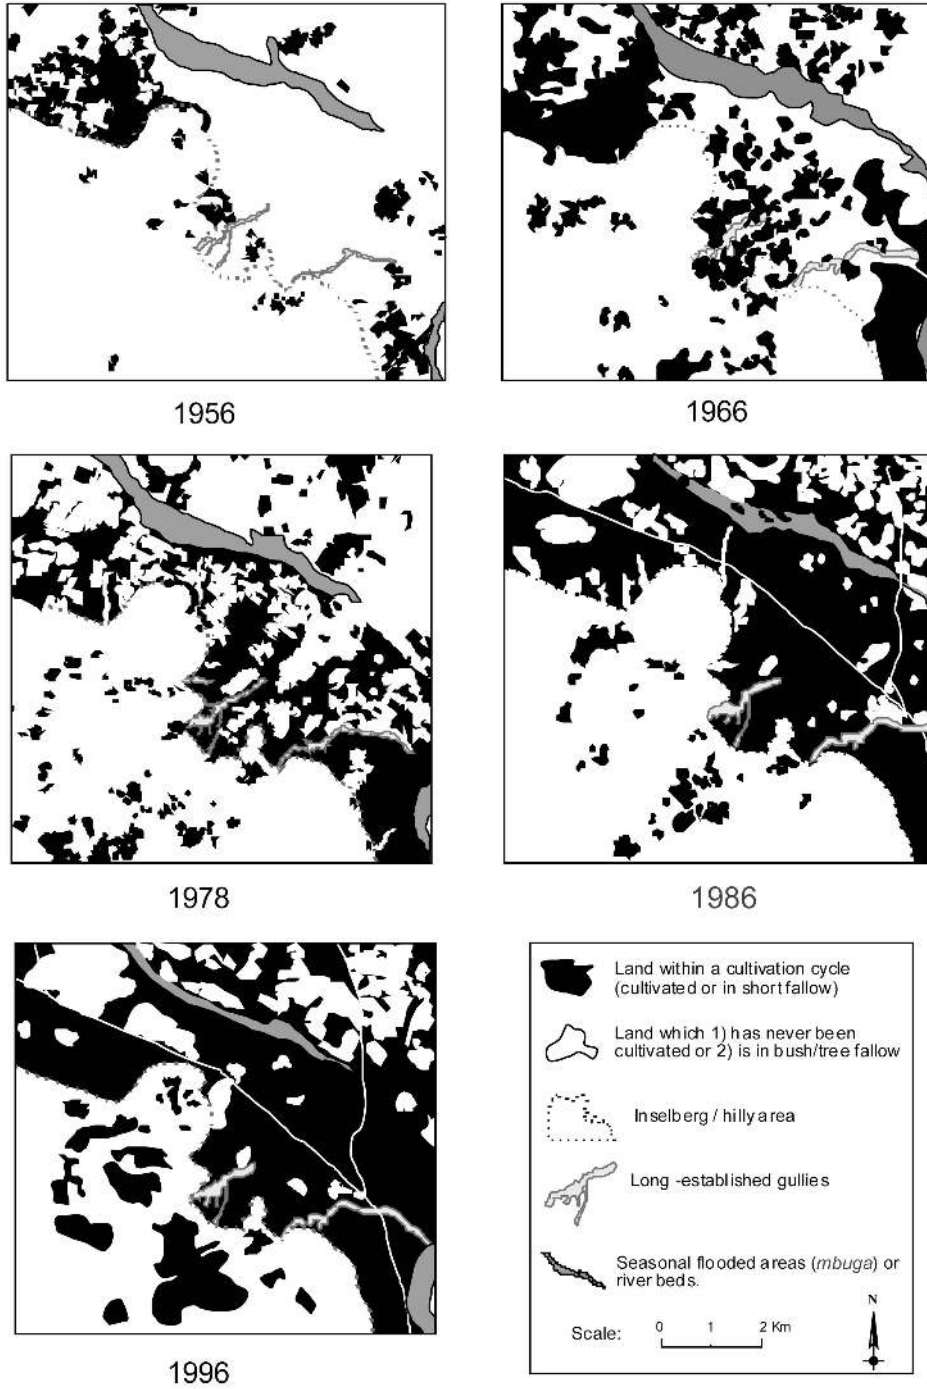 1956
1966
1978
1986
1996
Land within a cultivation cycle
(cultivated or in short fallow)
Land which 1) has never been
cultivated or 2) is in bush/tree fallow
Inselberg / hilly area
Long -established gullies
Seasonal flooded areas (mbuga) or
river beds.
N
Scale: 0 1 2 Km